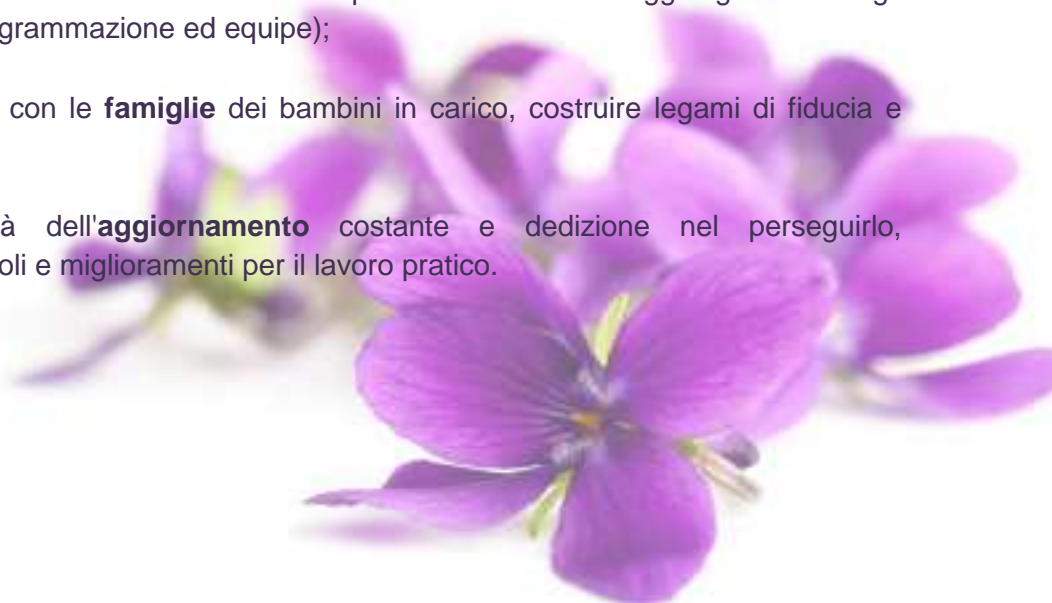 grammazione ed equipe);
con le famiglie dei bambini in carico, costruire legami di fiducia e
à dell'aggiornamento costante e dedizione nel perseguirlo,
oli e miglioramenti per il lavoro pratico.